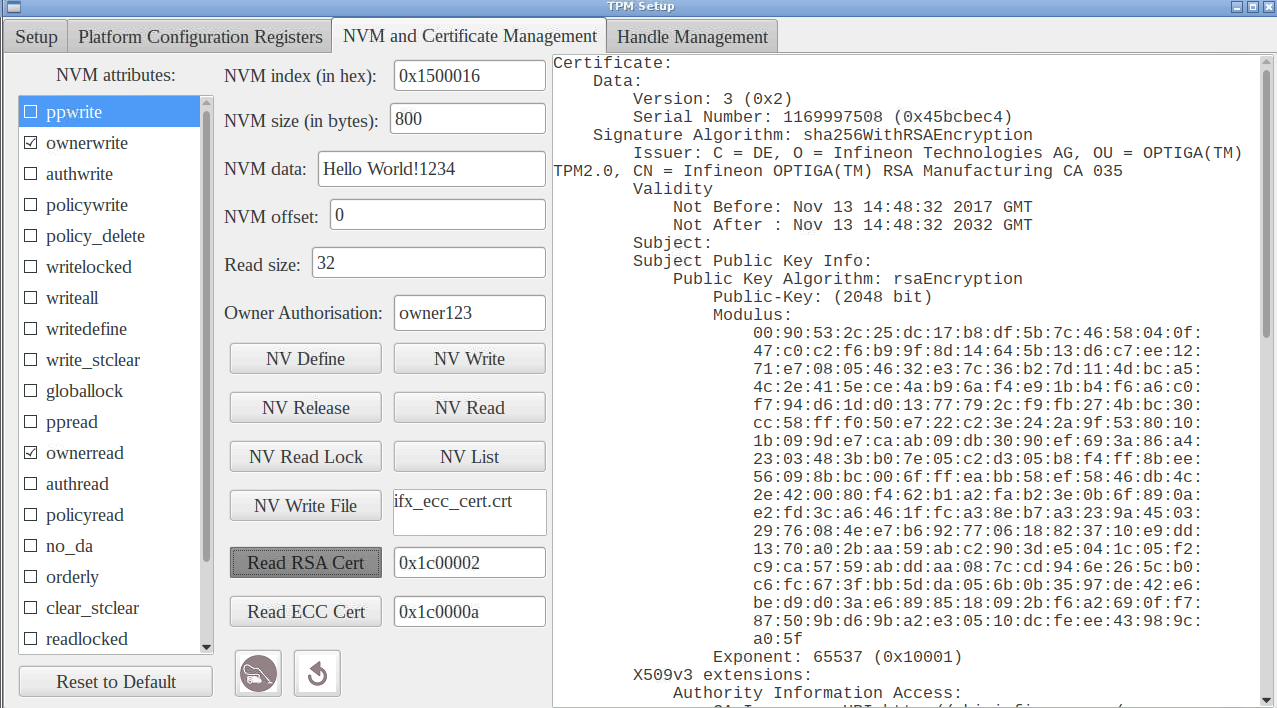 TPM Setup
Setup
Platform Configuration Registers
NVM and Certificate Management
Handle Management
NVM attributes:
ppwrite
ownerwrite
authwrite
policywrite
policy_delete
writelocked
writeall
writedefine
write_stclear
globallock
ppread
ownerread
authread
policyread
no_da
orderly
clear_stclear
readlocked
Reset to Default
NVM index (in hex): 0x1500016
NVM size (in bytes): 800
NVM data: Hello World!1234
NVM offset: 0
Read size: 32
Owner Authorisation: owner123
NV Define NV Write
NV Release NV Read
NV Read Lock NV List
NV Write File ifx_ecc_cert.crt
Read RSA Cert 0x1c00002
Read ECC Cert 0x1c0000a
Certificate:
Data:
Version: 3 (0x2)
Serial Number: 1169997508 (0x45bcbec4)
Signature Algorithm: sha256WithRSAEncryption
Issuer: C = DE, O = Infineon Technologies AG, OU = OPTIGA(TM)
TPM2.0, CN = Infineon OPTIGA(TM) RSA Manufacturing CA 035
Validity
Not Before: Nov 13 14:48:32 2017 GMT
Not After : Nov 13 14:48:32 2032 GMT
Subject:
Subject Public Key Info:
Public Key Algorithm: rsaEncryption
Public-Key: (2048 bit)
Modulus:
00:90:53:2c:25:dc:17:b8:df:5b:7c:46:58:04:0f:
47:c0:c2:f6:b9:9f:8d:14:64:5b:13:d6:c7:ee:12:
71:e7:08:05:46:32:e3:7c:36:b2:7d:11:4d:bc:a5:
4c:2e:41:5e:ce:4a:b9:6a:f4:e9:1b:b4:f6:a6:c0:
f7:94:d6:1d:d0:13:77:79:2c:f9:fb:27:4b:bc:30:
cc:58:ff:f0:50:e7:22:c2:3e:24:2a:9f:53:80:10:
1b:09:9d:e7:ca:ab:09:db:30:90:ef:69:3a:86:a4:
23:03:48:3b:b0:7e:05:c2:d3:05:b8:f4:ff:8b:ee:
56:09:8b:bc:00:6f:ff:ea:bb:58:ef:58:46:db:4c:
2e:42:00:80:f4:62:b1:a2:fa:b2:3e:0b:6f:89:0a:
e2:fd:3c:a6:46:1f:fc:a3:8e:b7:a3:23:9a:45:03:
29:76:08:4e:e7:b6:92:77:06:18:82:37:10:e9:dd:
13:70:a0:2b:aa:59:ab:c2:90:3d:e5:04:1c:05:f2:
c9:ca:57:59:ab:dd:aa:08:7c:cd:94:6e:26:5c:b0:
c6:fc:67:3f:bb:5d:da:05:6b:0b:35:97:de:42:e6:
be:d9:d0:3a:e6:89:85:18:09:2b:f6:a2:69:0f:f7:
87:50:9b:d6:9b:a2:e3:05:10:dc:fe:ee:43:98:9c:
a0:5f
Exponent: 65537 (0x10001)
X509v3 extensions:
Authority Information Access: